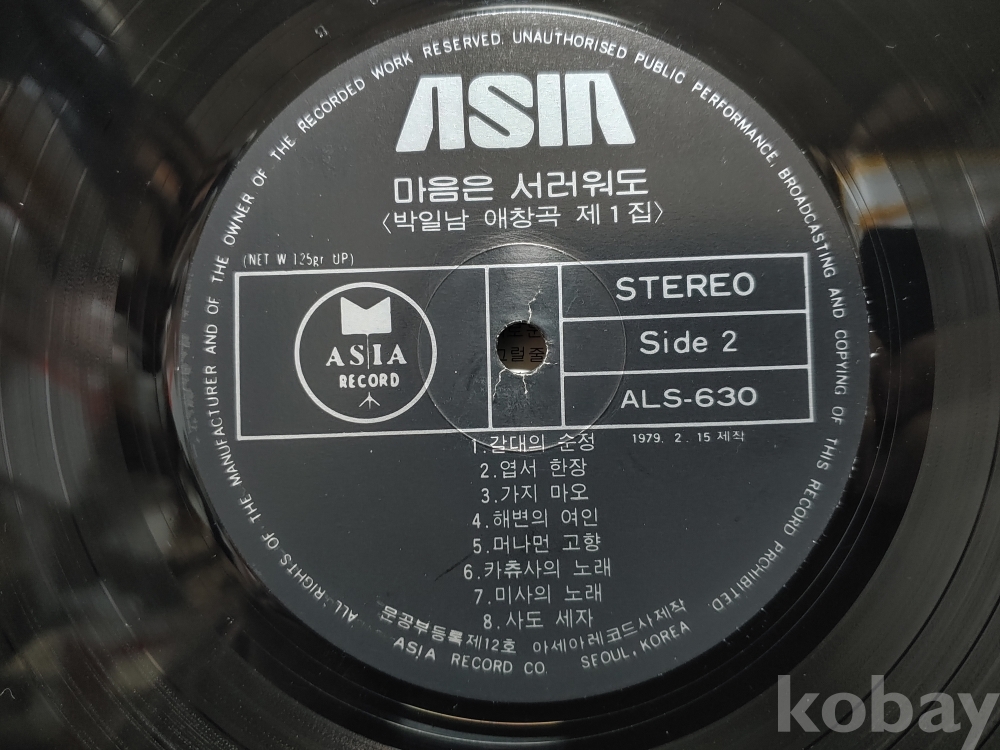 ALL RIGHTS OF THE MANUFACTURER AND OF THE OWNER OF THE RECORDED WORK RESERVED. UNAUTHORISED PUBLIC PERFORMANCE, BROADCASTING AND COPYING OF THIS RECORD PROHIBITED.
ASIA
마음은 서러워도
〈박일남 애창곡 제1집〉
(NET W 125gr UP)
ASIA
RECORD
STEREO
Side 2
ALS-630
그럴줄
1979. 2. 15 제작
1.갈대의 순정
2.엽서 한장
3.가지 마오
4.해변의 여인
5.머나먼 고향
6.카츄사의 노래
7.미사의 노래
8.사도 세자
문공부등록제12호 아세아레코드사제작
ASIA RECORD CO. SEOUL, KOREA
kobay